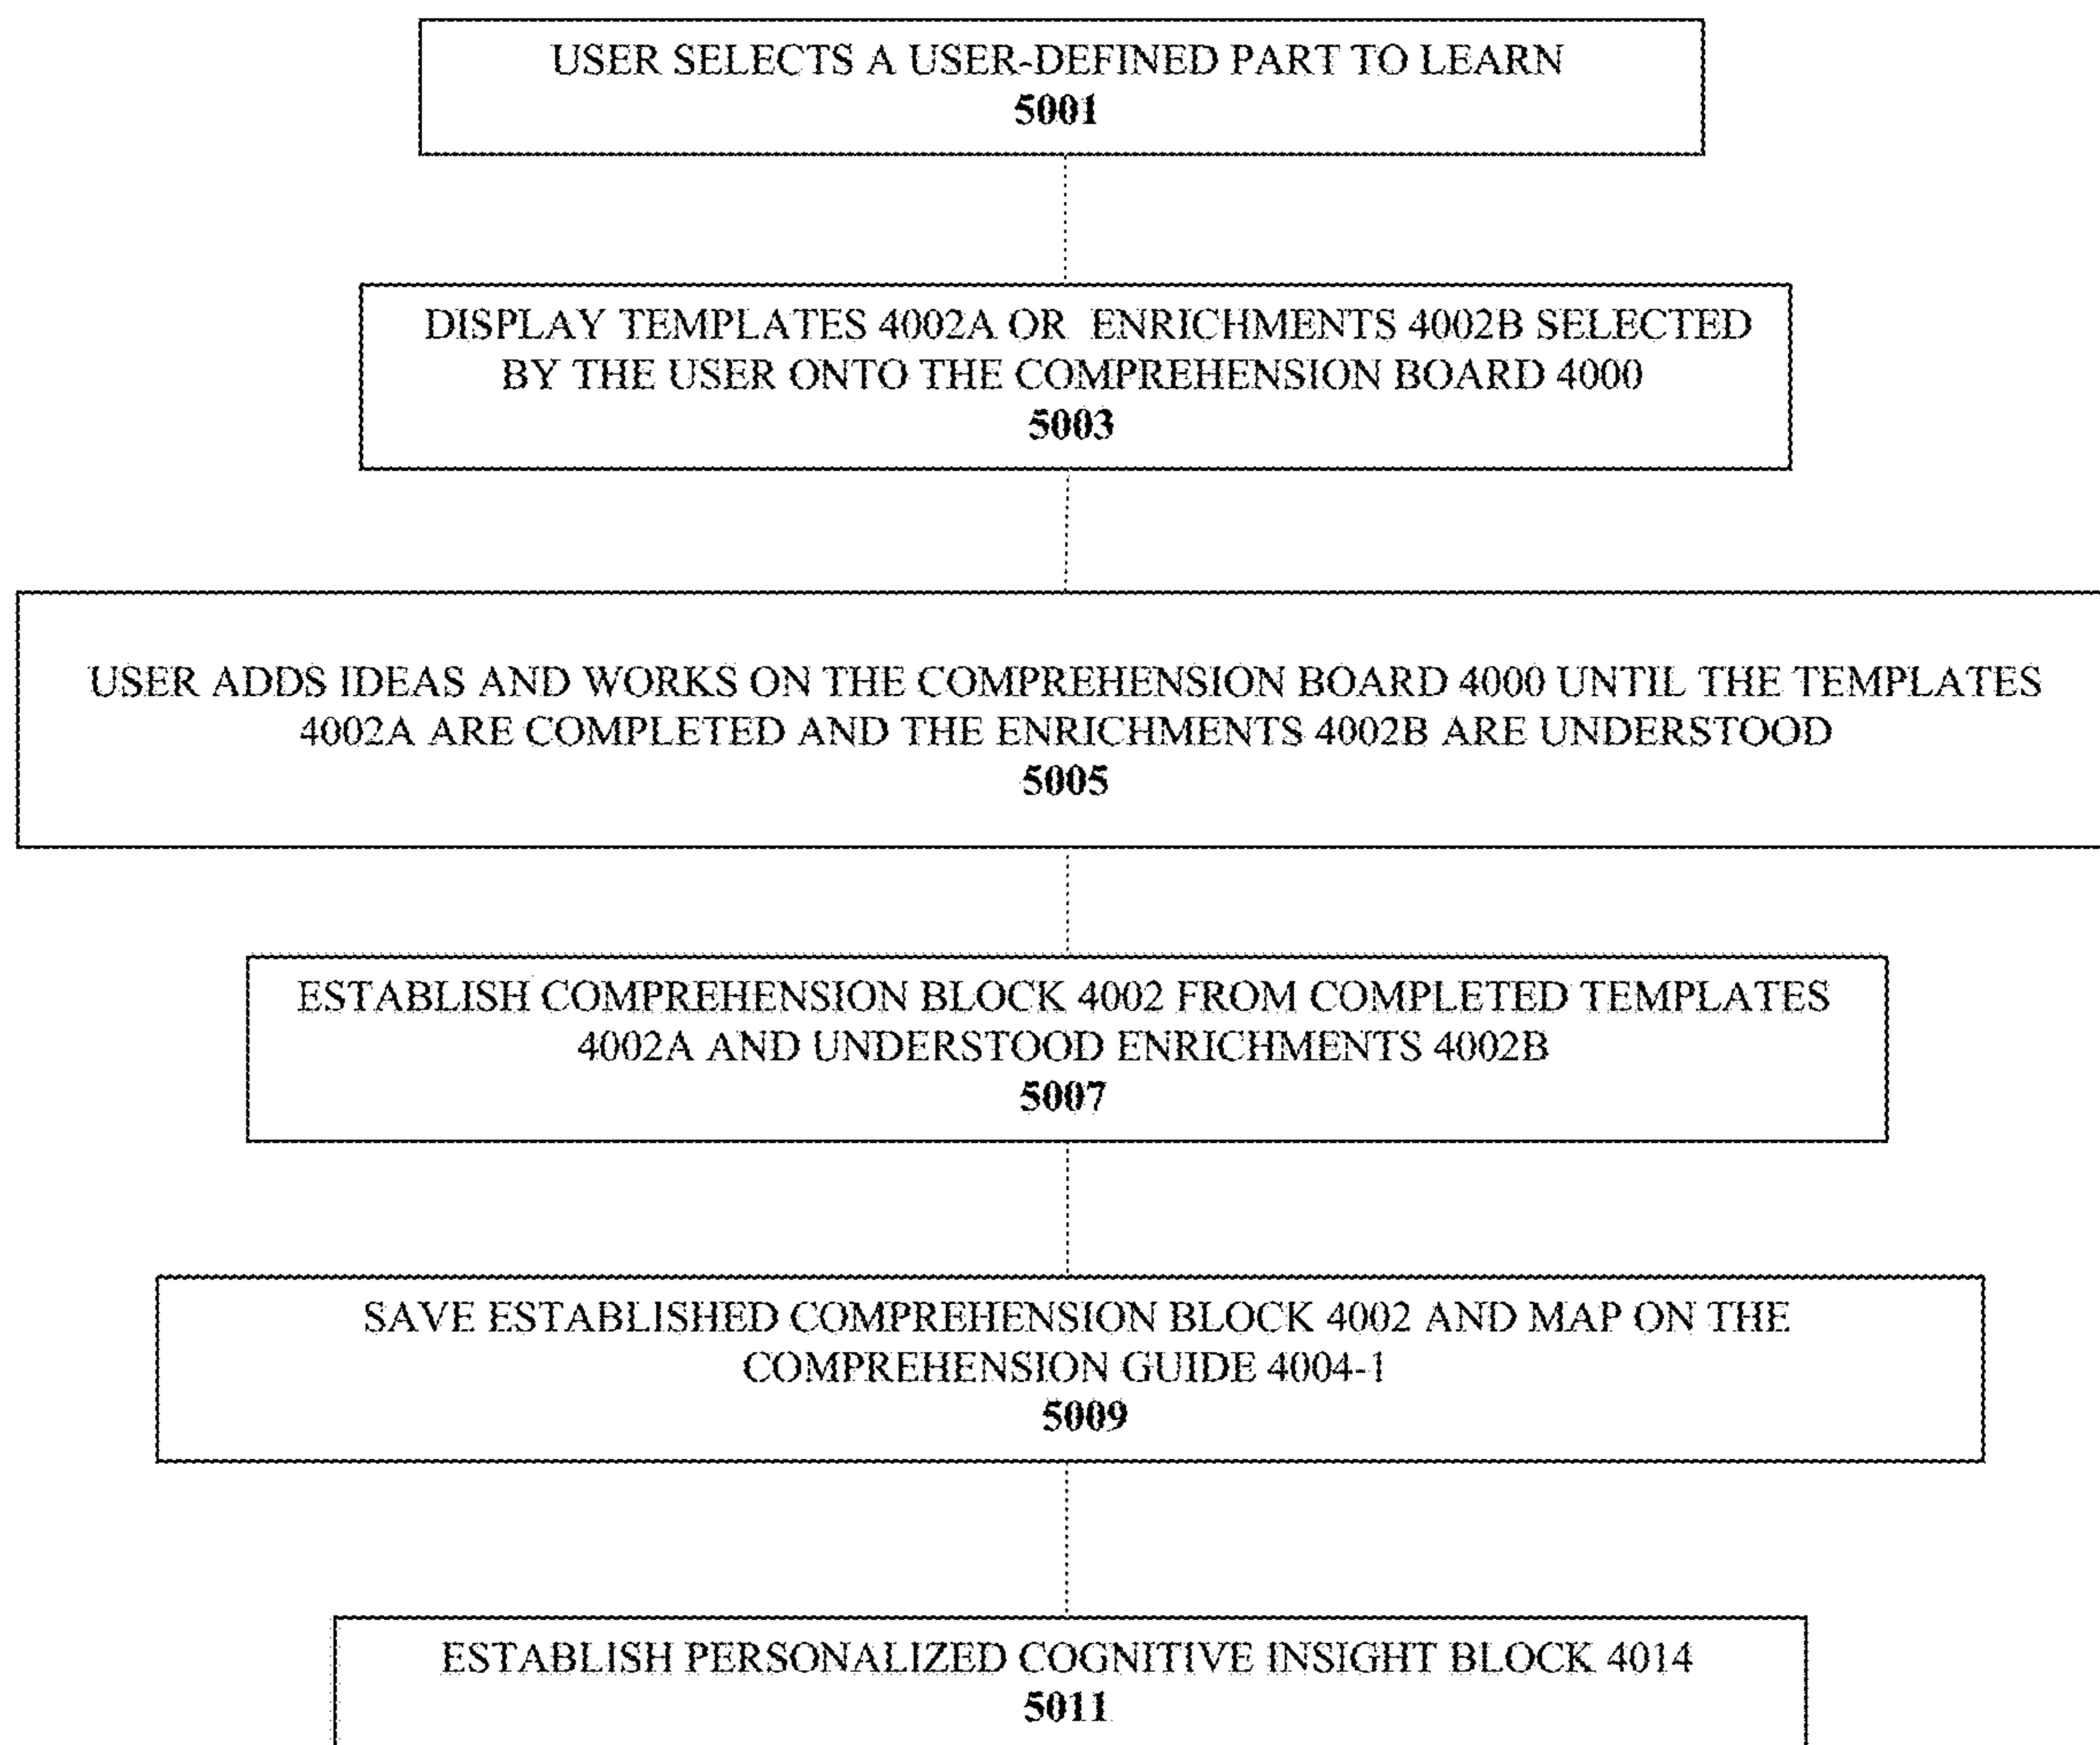 USER SELECTS A USER-DEFINED PART TO LEARN
5001
DISPLAY TEMPLATES 4002A OR ENRICHMENTS 4002B SELECTED
BY THE USER ONTO THE COMPREHENSION BOARD 4000
5003
USER ADDS IDEAS AND WORKS ON THE COMPREHENSION BOARD 4000 UNTIL THE TEMPLATES
4002A ARE COMPLETED AND THE ENRICHMENTS 4002B ARE UNDERSTOOD
5005
ESTABLISH COMPREHENSION BLOCK 4002 FROM COMPLETED TEMPLATES
4002A AND UNDERSTOOD ENRICHMENTS 4002B
5007
SAVE ESTABLISHED COMPREHENSION BLOCK 4002 AND MAP ON THE
COMPREHENSION GUIDE 4004-1
5009
ESTABLISH PERSONALIZED COGNITIVE INSIGHT BLOCK 4014
5011